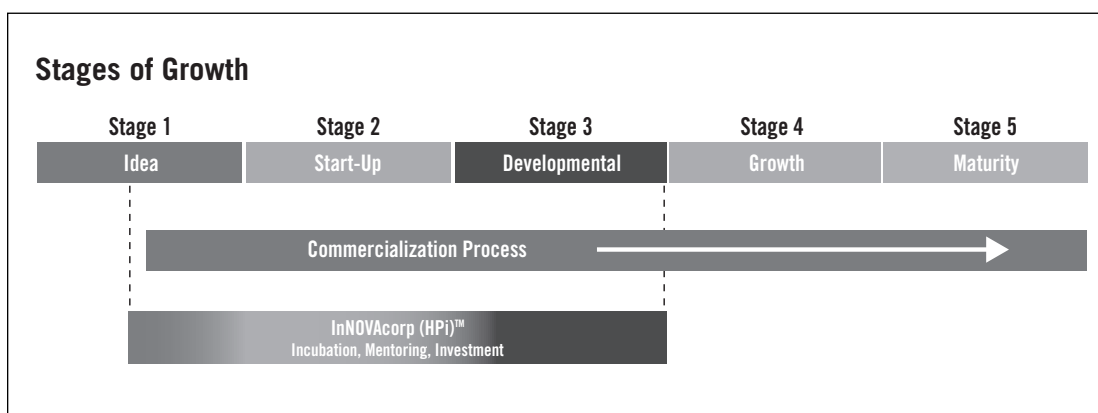 Stages of Growth
Stage 1 Stage 2 Stage 3 Stage 4 Stage 5
Idea Start-Up Developmental Growth Maturity
Commercialization Process
InNOVAcorp (HPi)™
Incubation, Mentoring, Investment